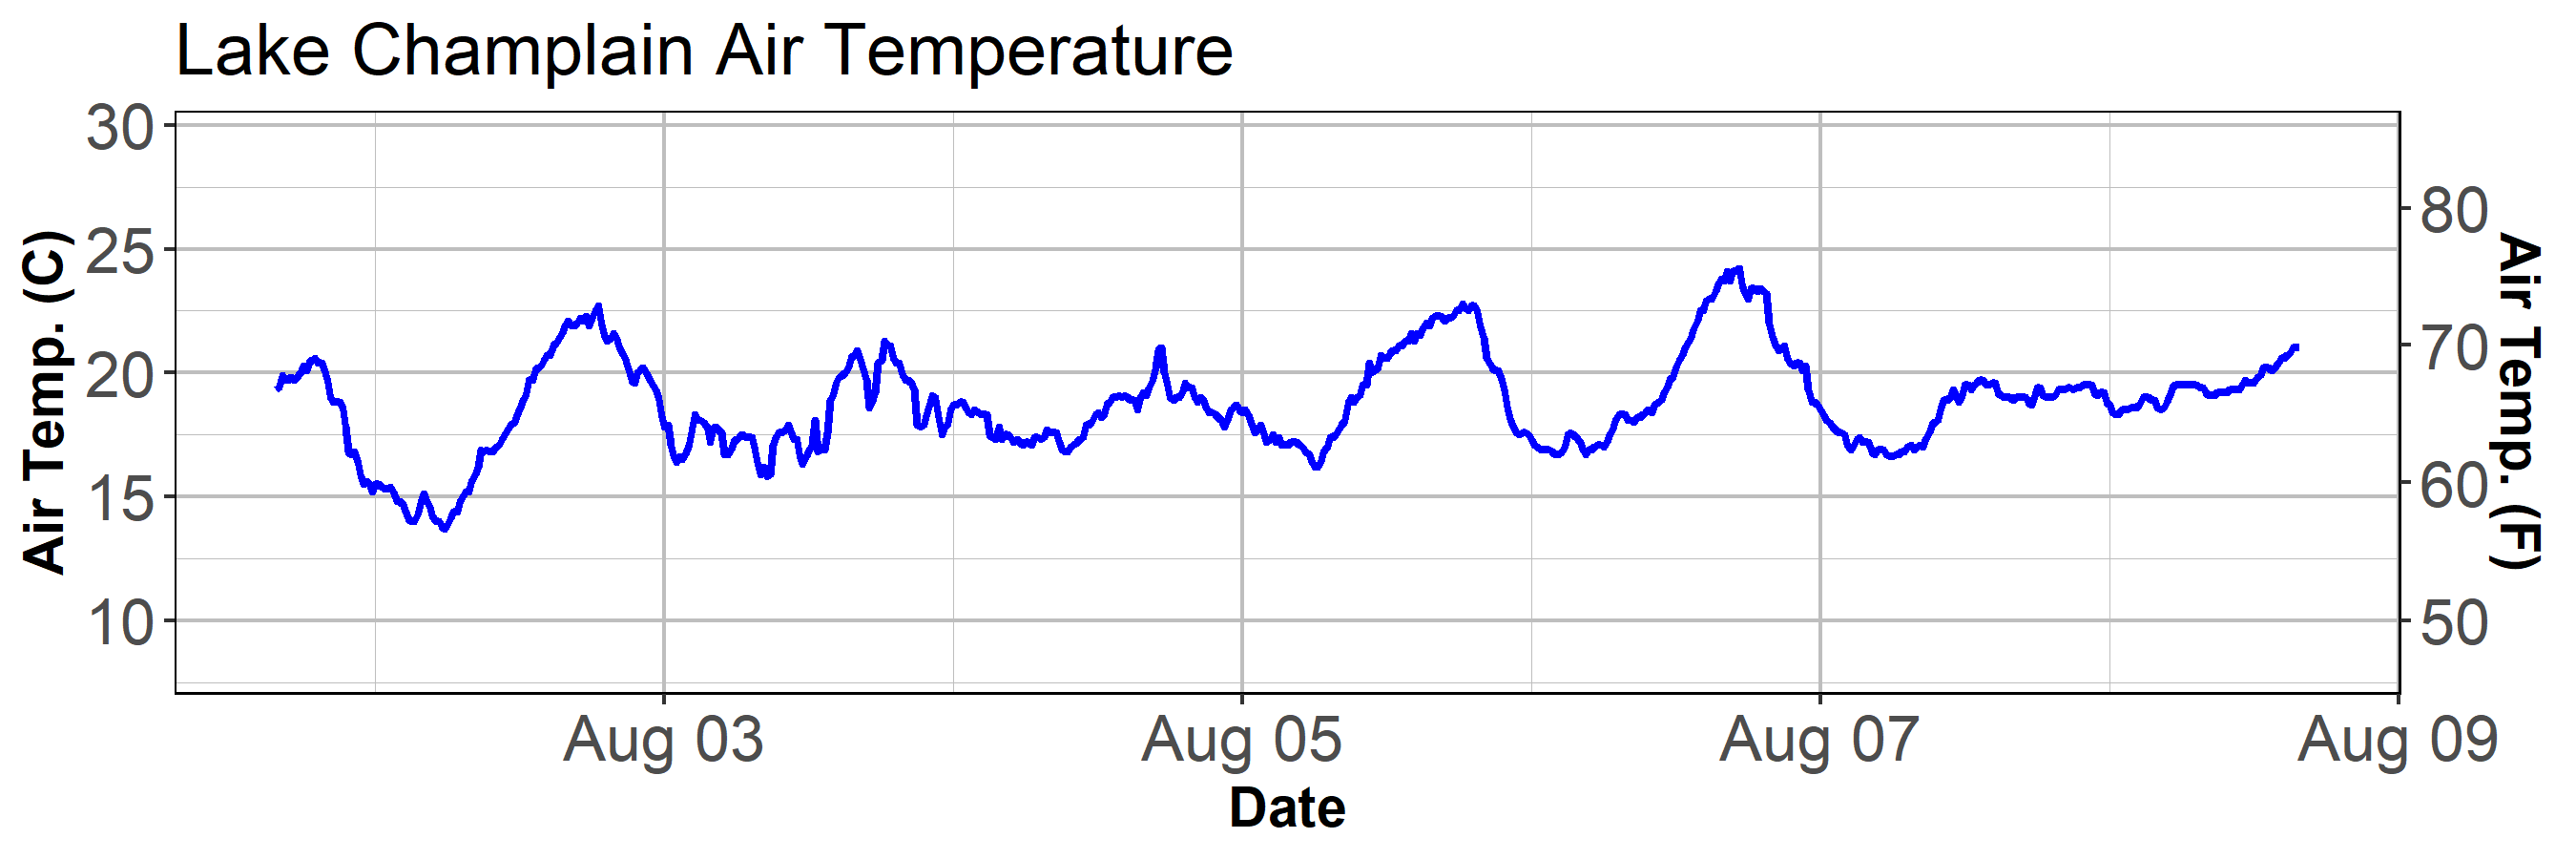 Lake Champlain Air Temperature
Air Temp. (C)
30
25
20
15
10
80
70
60
50
Air Temp. (F)
Aug 03
Aug 05
Aug 07
Aug 09
Date